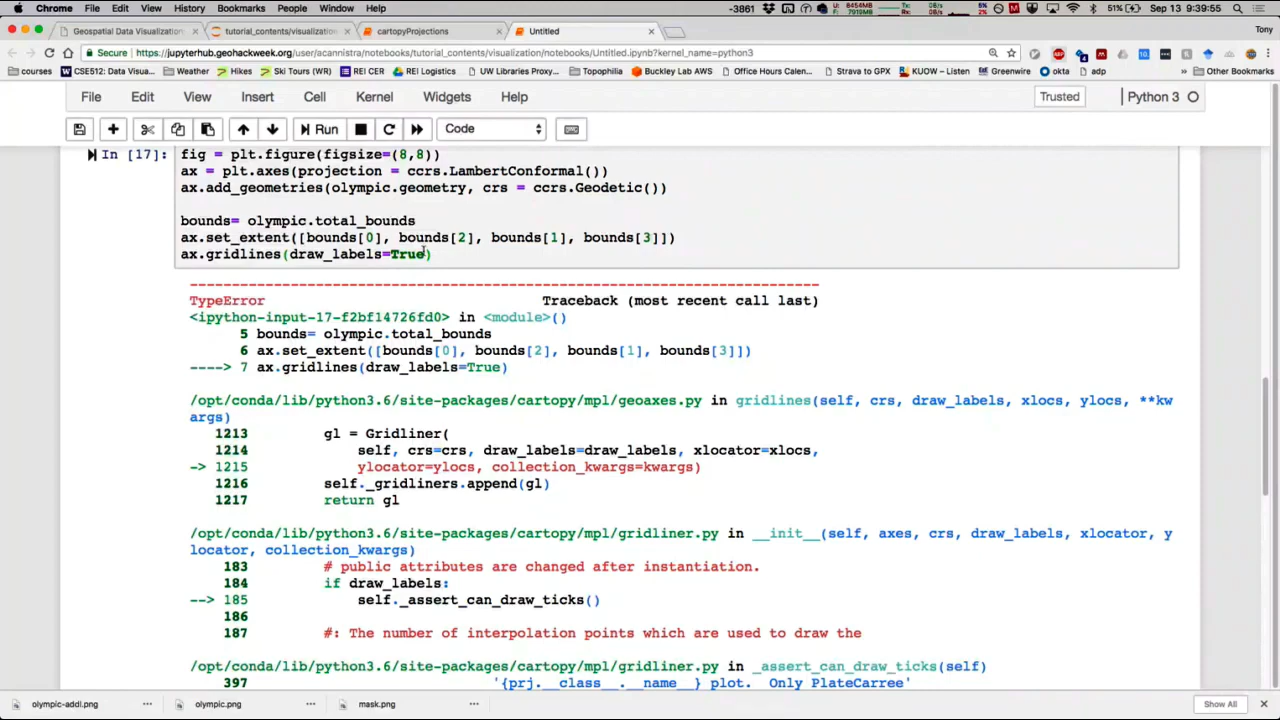 Chrome File Edit View History Bookmarks People Window Help -3861 51% Sep 13 9:39:55
Geospatial Data Visualization tutorial_contents/visualization cartopyProjections Untitled Tony
Secure https://jupyterhub.geohackweek.org/user/acannistra/notebooks/tutorial_contents/visualization/notebooks/Untitled.ipynb?kernel_name=python3
courses CSE512: Data Visual... Weather Hikes Ski Tours (WR) REI CER REI Logistics UW Libraries Proxy... Topophilia Buckley Lab AWS Office Hours Calen... Strava to GPX KUOW – Listen Greenwire okta adp » Other Bookmarks
File Edit View Insert Cell Kernel Widgets Help Trusted Python 3
Run Code
In [17]: fig = plt.figure(figsize=(8,8))
ax = plt.axes(projection = ccrs.LambertConformal())
ax.add_geometries(olympic.geometry, crs = ccrs.Geodetic())
bounds= olympic.total_bounds
ax.set_extent([bounds[0], bounds[2], bounds[1], bounds[3]])
ax.gridlines(draw_labels=True)
---------------------------------------------------------------------------
TypeError Traceback (most recent call last)
<ipython-input-17-f2bf14726fd0> in <module>()
5 bounds= olympic.total_bounds
6 ax.set_extent([bounds[0], bounds[2], bounds[1], bounds[3]])
----> 7 ax.gridlines(draw_labels=True)
/opt/conda/lib/python3.6/site-packages/cartopy/mpl/geoaxes.py in gridlines(self, crs, draw_labels, xlocs, ylocs, **kw
args)
1213 gl = Gridliner(
1214 self, crs=crs, draw_labels=draw_labels, xlocator=xlocs,
-> 1215 ylocator=ylocs, collection_kwargs=kwargs)
1216 self._gridliners.append(gl)
1217 return gl
/opt/conda/lib/python3.6/site-packages/cartopy/mpl/gridliner.py in __init__(self, axes, crs, draw_labels, xlocator, y
locator, collection_kwargs)
183 # public attributes are changed after instantiation.
184 if draw_labels:
--> 185 self._assert_can_draw_ticks()
186
187 #: The number of interpolation points which are used to draw the
/opt/conda/lib/python3.6/site-packages/cartopy/mpl/gridliner.py in _assert_can_draw_ticks(self)
397 '{prj.__class__.__name__} plot. Only PlateCarree'
olympic-addl.png olympic.png mask.png Show All